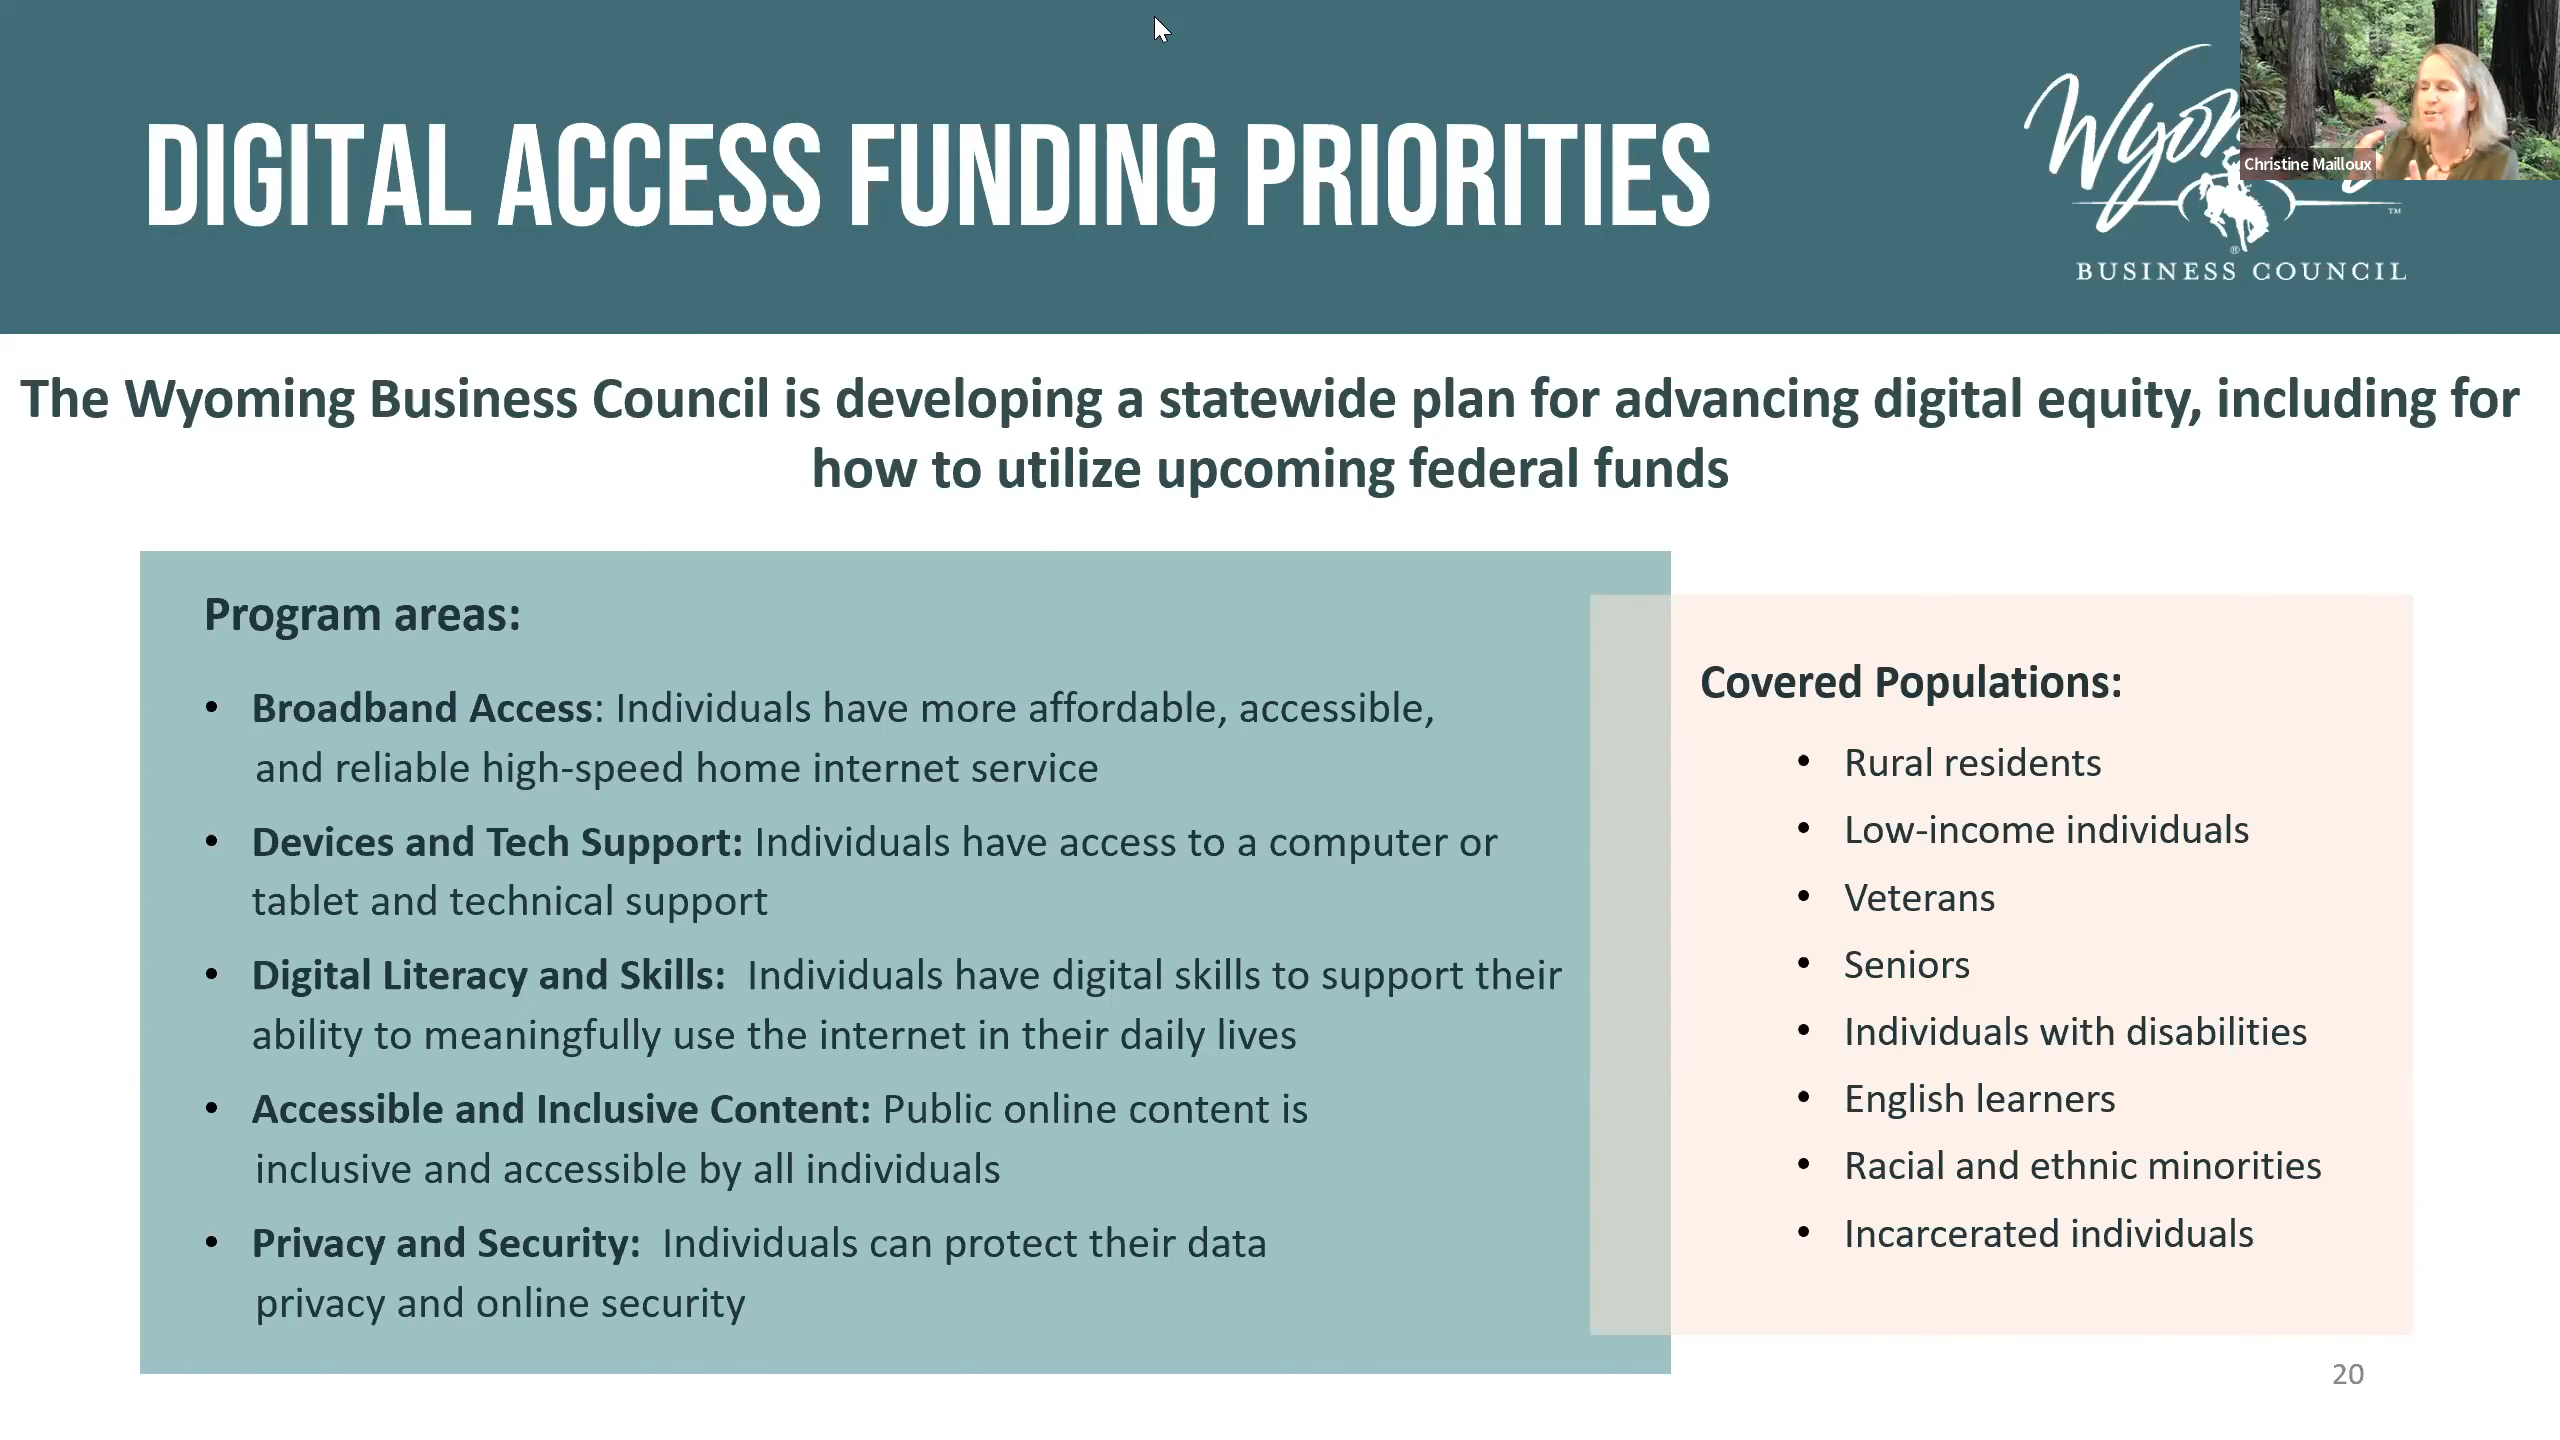 DIGITAL ACCESS FUNDING PRIORITIES
Christine Mailloux
™
®
BUSINESS COUNCIL
The Wyoming Business Council is developing a statewide plan for advancing digital equity, including for
how to utilize upcoming federal funds
Program areas:
• Broadband Access: Individuals have more affordable, accessible,
and reliable high-speed home internet service
• Devices and Tech Support: Individuals have access to a computer or
tablet and technical support
• Digital Literacy and Skills:  Individuals have digital skills to support their
ability to meaningfully use the internet in their daily lives
• Accessible and Inclusive Content: Public online content is
inclusive and accessible by all individuals
• Privacy and Security:  Individuals can protect their data
privacy and online security
Covered Populations:
• Rural residents
• Low-income individuals
• Veterans
• Seniors
• Individuals with disabilities
• English learners
• Racial and ethnic minorities
• Incarcerated individuals
20